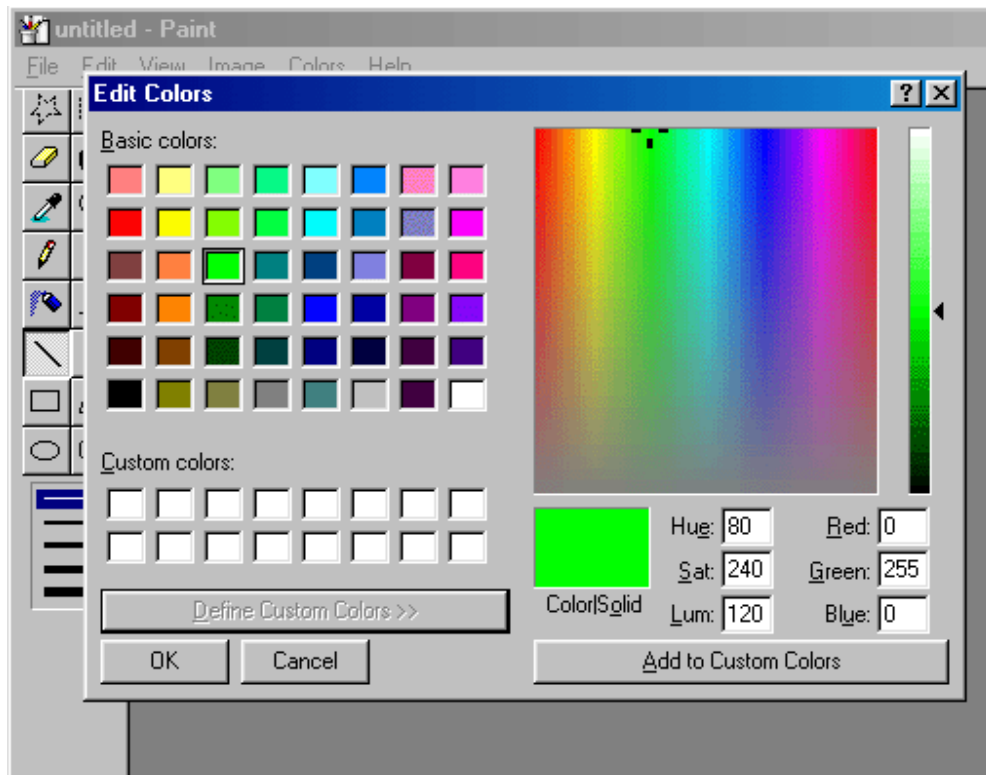 untitled - Paint
File Edit View Image Colors Help
Edit Colors
? X
Basic colors:
Custom colors:
Define Custom Colors >>
OK Cancel
Color|Solid
Hue: 80 Red: 0
Sat: 240 Green: 255
Lum: 120 Blue: 0
Add to Custom Colors